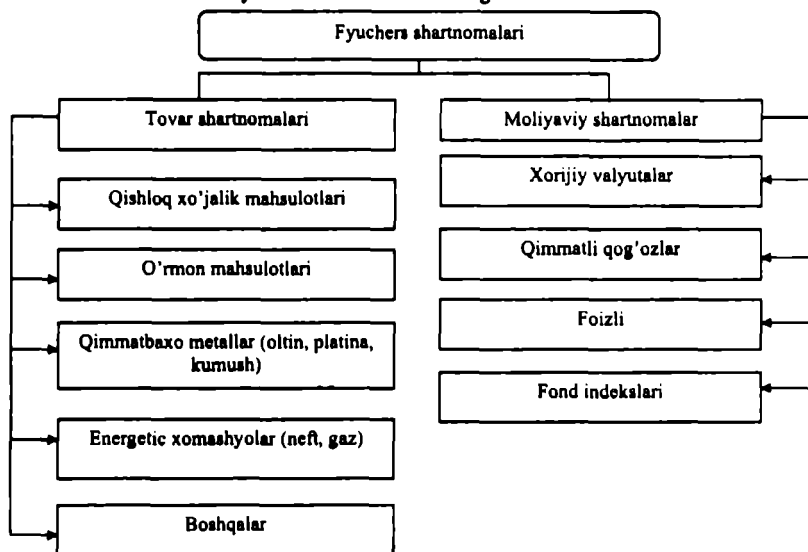 Fyuchers shartnomalari
Tovar shartnomalari
Qishloq xo'jalik mahsulotlari
O'rmon mahsulotlari
Qimmatbaxo metallar (oltin, platina,
kumush)
Energetic xomashyolar (neft, gaz)
Boshqalar
Moliyaviy shartnomalar
Xorijiy valyutalar
Qimmatli qog'ozlar
Foizli
Fond indekslari